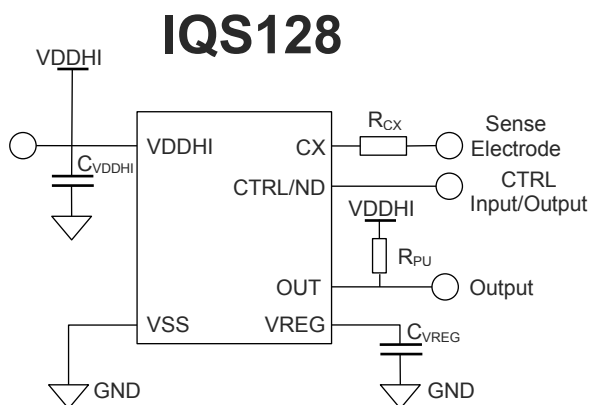 IQS128
VDDHI
VDDHI
CVDDHI
CX
RCX
Sense
Electrode
CTRL/ND
CTRL
Input/Output
VDDHI
RPU
OUT
Output
VSS
VREG
CVREG
GND
GND